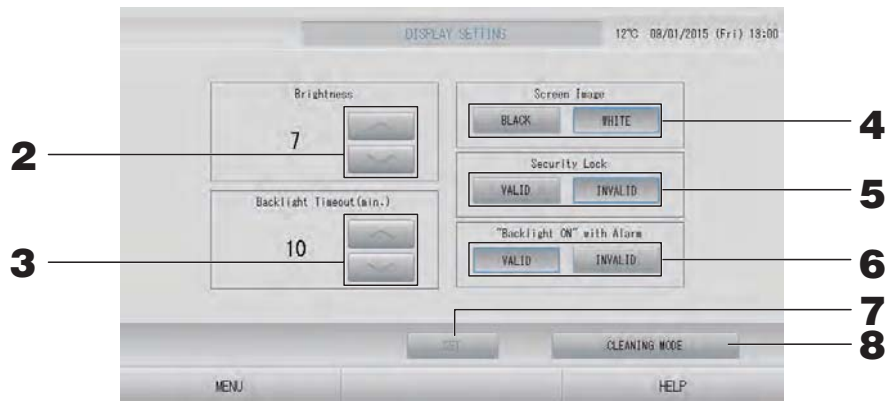 DISPLAY SETTING 12°C 08/01/2015 (Fri) 18:00
Brightness
7
Backlight Timeout(min.)
10
Screen Image
BLACK WHITE
Security Lock
VALID INVALID
"Backlight ON" with Alarm
VALID INVALID
SET CLEANING MODE
MENU HELP
2
3
4
5
6
7
8